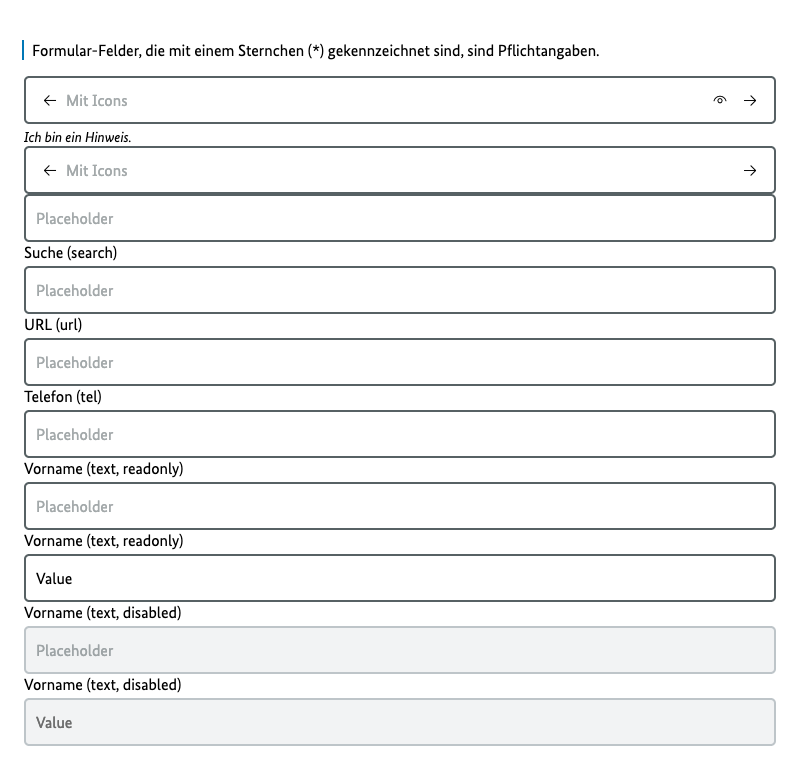 Formular-Felder, die mit einem Sternchen (*) gekennzeichnet sind, sind Pflichtangaben.
Mit Icons
Ich bin ein Hinweis.
Mit Icons
Placeholder
Suche (search)
Placeholder
URL (url)
Placeholder
Telefon (tel)
Placeholder
Vorname (text, readonly)
Placeholder
Vorname (text, readonly)
Value
Vorname (text, disabled)
Placeholder
Vorname (text, disabled)
Value